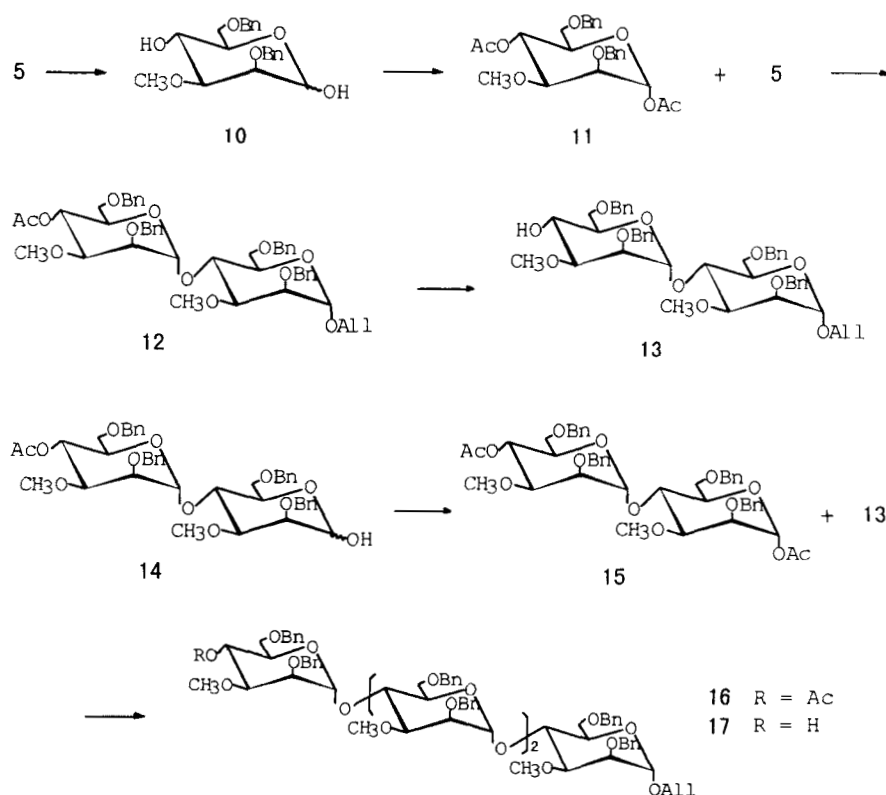 OBn
HO O
OBn
5 CH3O OH
10
OBn
AcO O
OBn
CH3O
OAc
11
+ 5
OBn
AcO O
OBn
CH3O
O
OBn
O
OBn
CH3O
OAll
12
OBn
HO O
OBn
CH3O
O
OBn
O
OBn
CH3O
OAll
13
OBn
AcO O
OBn
CH3O
O
OBn
O
OBn
CH3O
OH
14
OBn
AcO O
OBn
CH3O
O
OBn
O
OBn
CH3O
OAc
15
+ 13
OBn
RO O
OBn
CH3O
O
OBn
O
OBn
CH3O
O
2
OBn
O
OBn
CH3O
OAll
16 R = Ac
17 R = H